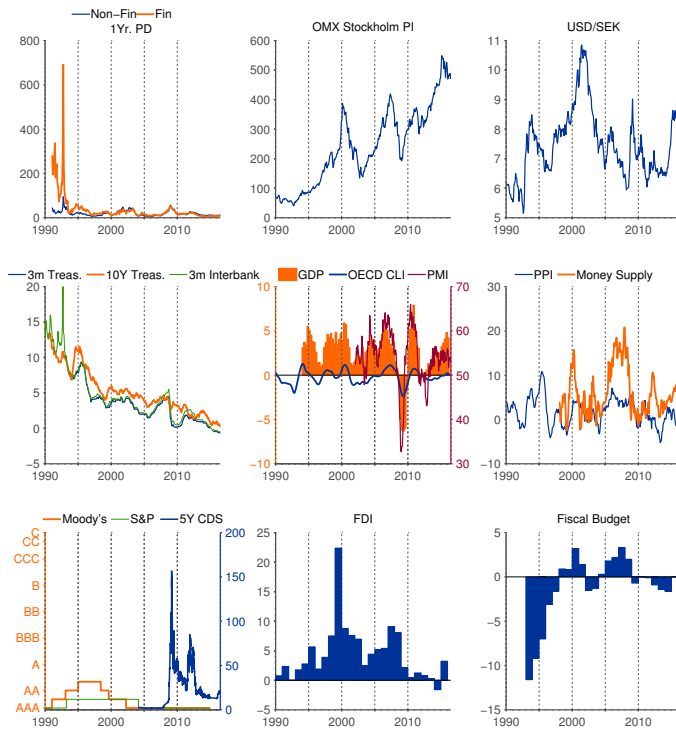 Non−Fin Fin
1Yr. PD
800
600
400
200
0
1990 2000 2010
OMX Stockholm PI
600
500
400
300
200
100
0
1990 2000 2010
USD/SEK
11
10
9
8
7
6
5
1990 2000 2010
3m Treas. 10Y Treas. 3m Interbank
20
15
10
5
0
−5
1990 2000 2010
GDP OECD CLI PMI
10 70
5 60
0 50
−5 40
−10 30
1990 2000 2010
PPI Money Supply
30
20
10
0
−10
1990 2000 2010
Moody's S&P 5Y CDS
C 200
CC
CCC
150
B
BB 100
BBB
A 50
AA
AAA 0
1990 2000 2010
FDI
25
20
15
10
5
0
−5
1990 2000 2010
Fiscal Budget
5
0
−5
−10
−15
1990 2000 2010